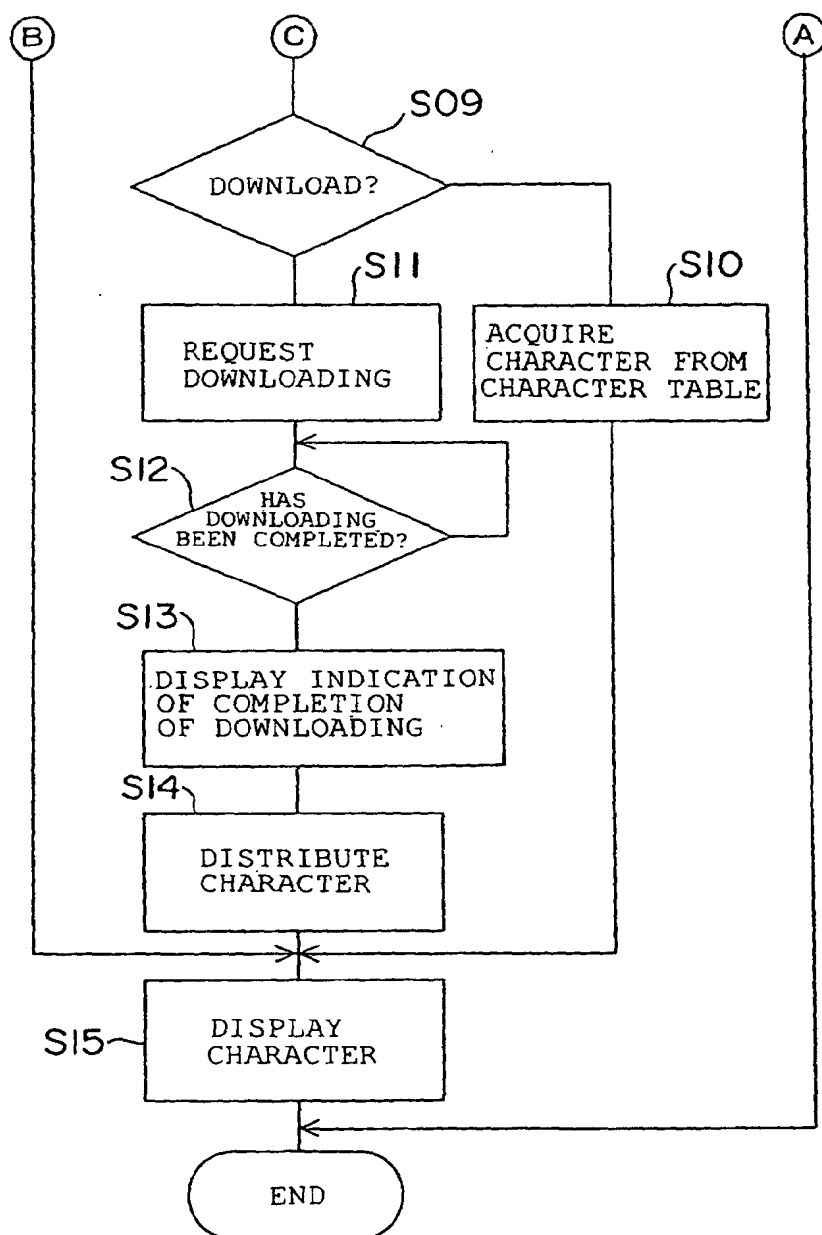 B
C
A
S09
DOWNLOAD?
S11
S10
REQUEST
DOWNLOADING
ACQUIRE
CHARACTER FROM
CHARACTER TABLE
S12
HAS
DOWNLOADING
BEEN COMPLETED?
S13
DISPLAY INDICATION
OF COMPLETION
OF DOWNLOADING
S14
DISTRIBUTE
CHARACTER
S15
DISPLAY
CHARACTER
END